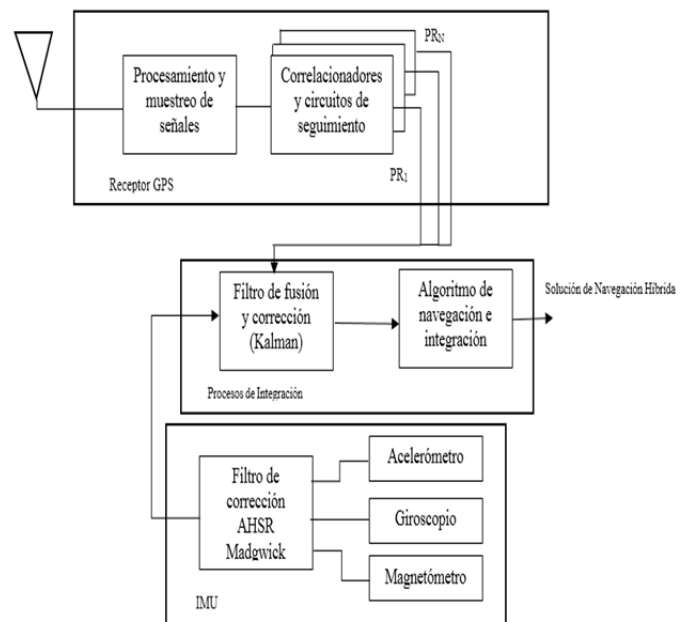 PR_N
Procesamiento y
muestreo de
señales
Correlacionadores
y circuitos de
seguimiento
PR₁
Receptor GPS
Filtro de fusión
y corrección
(Kalman)
Algoritmo de
navegación e
integración
Solución de Navegación Híbrida
Procesos de Integración
Filtro de
corrección
AHSR
Madgwick
Acelerómetro
Giroscopio
Magnetómetro
IMU